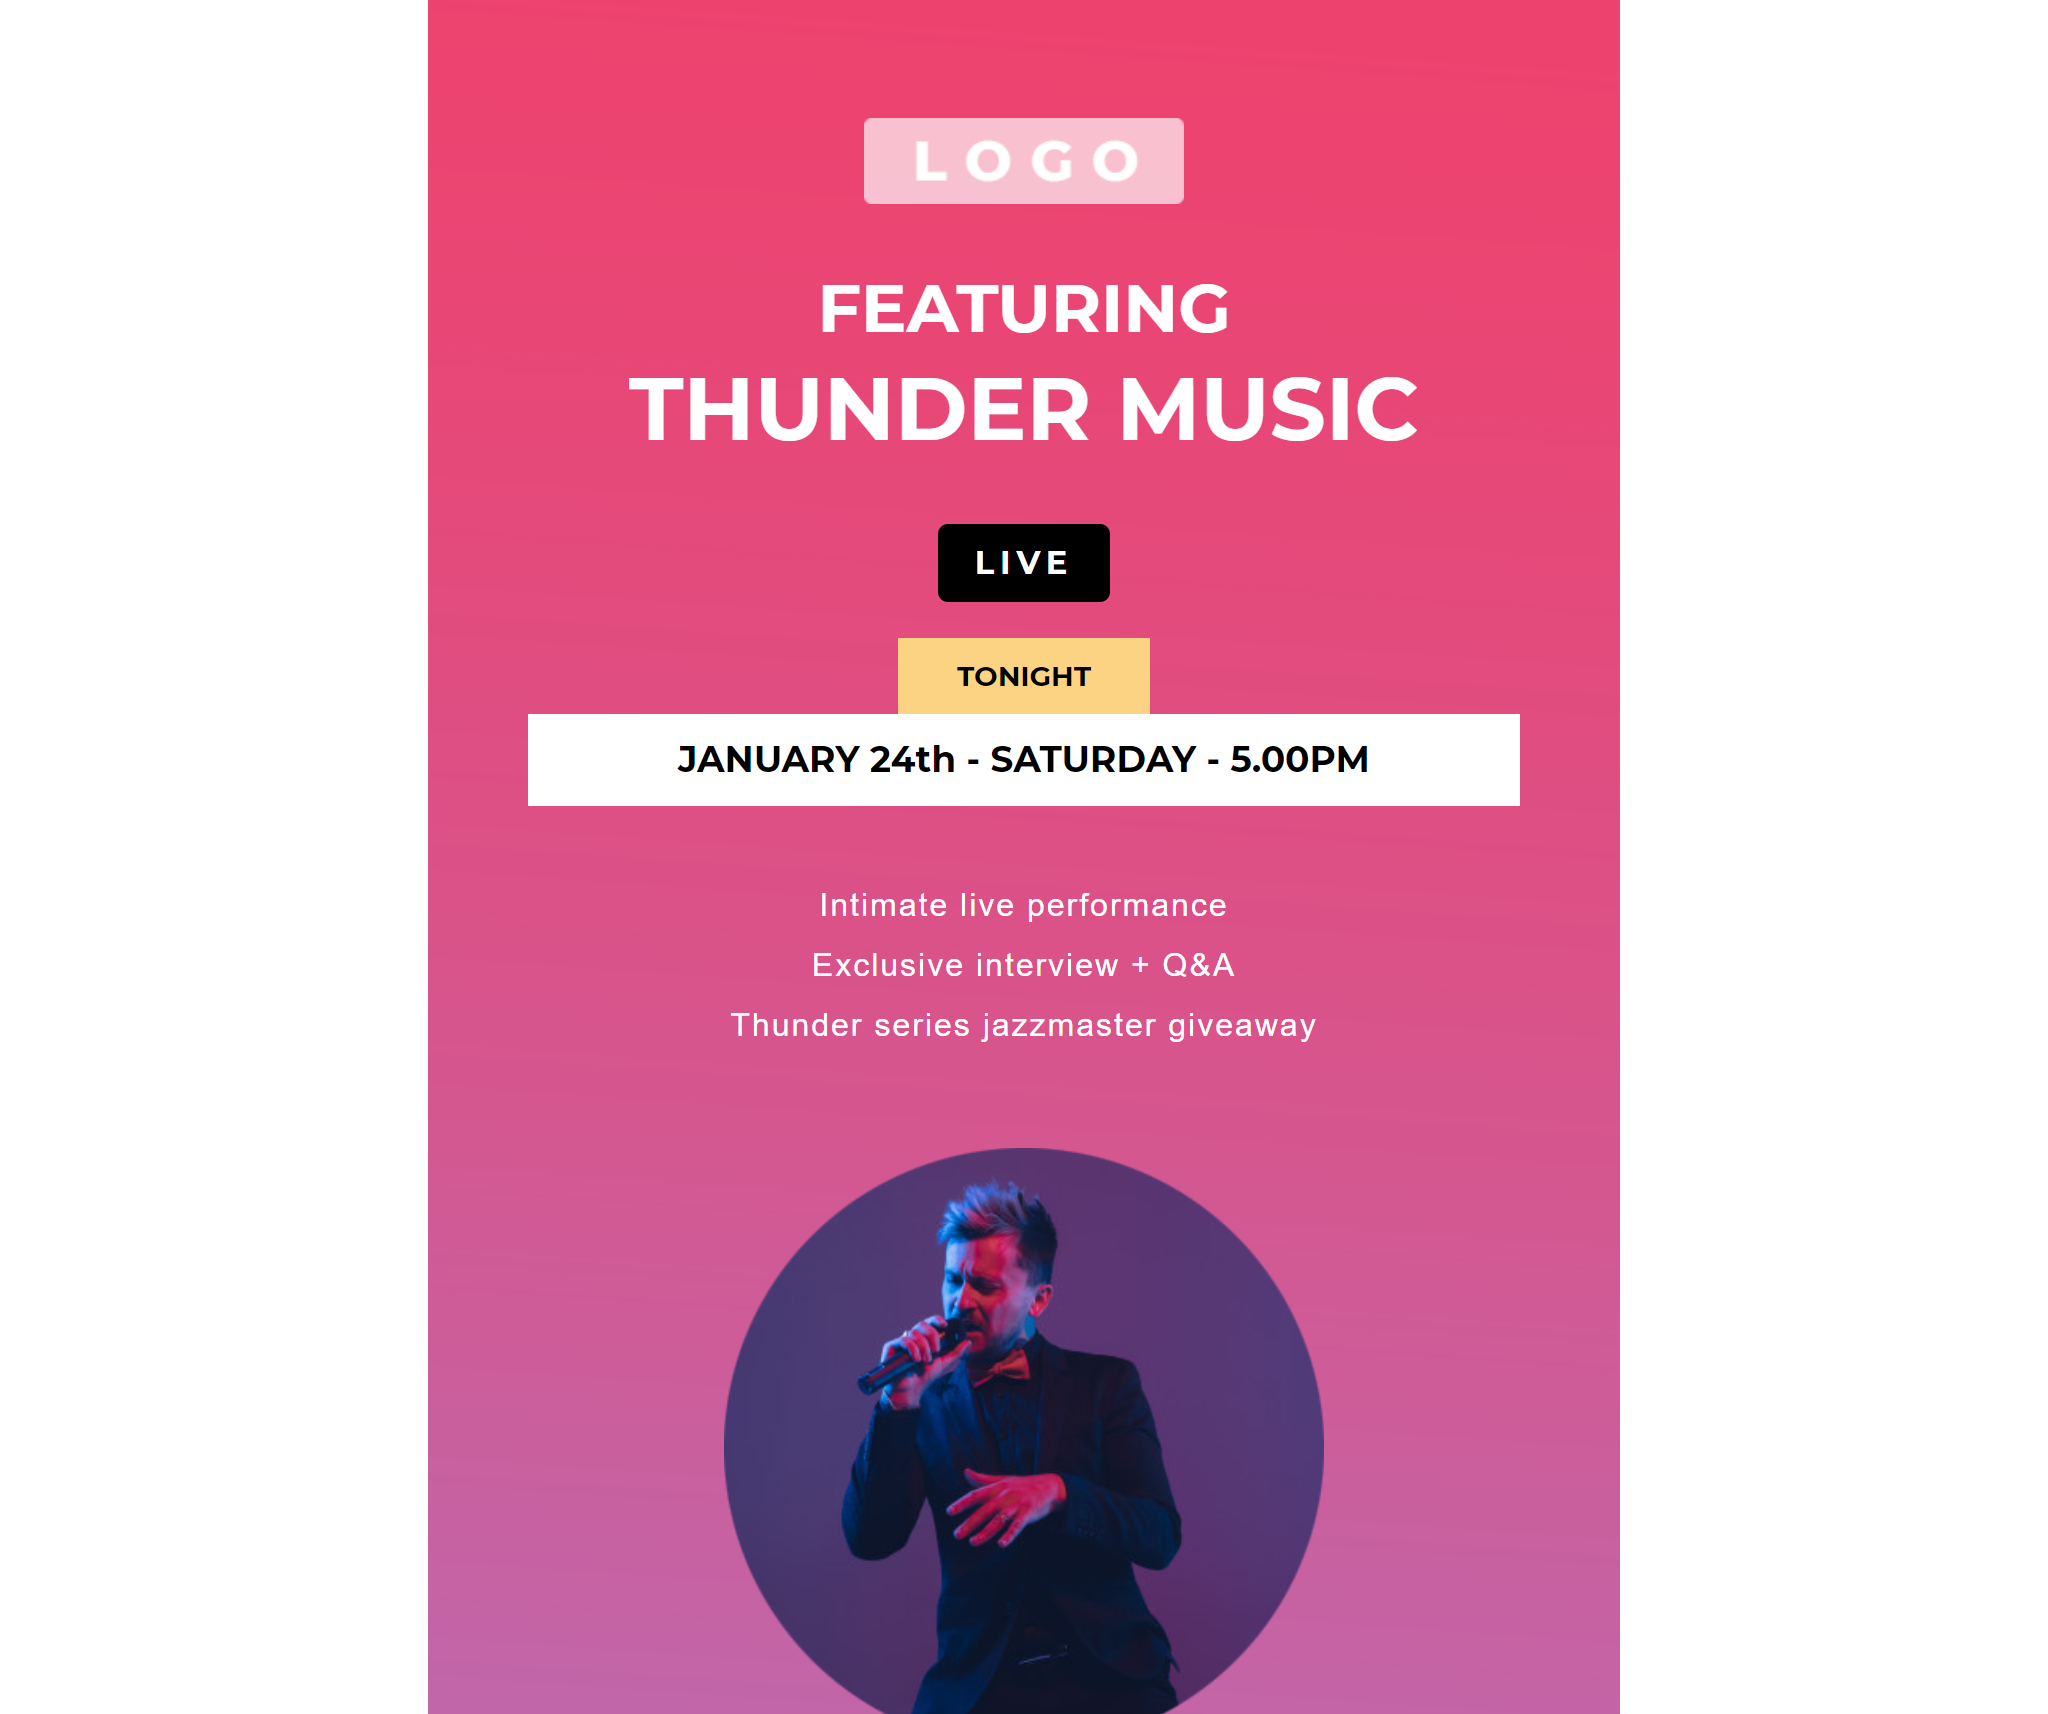 LOGO
FEATURING
THUNDER MUSIC
LIVE
TONIGHT
JANUARY 24th - SATURDAY - 5.00PM
Intimate live performance
Exclusive interview + Q&A
Thunder series jazzmaster giveaway